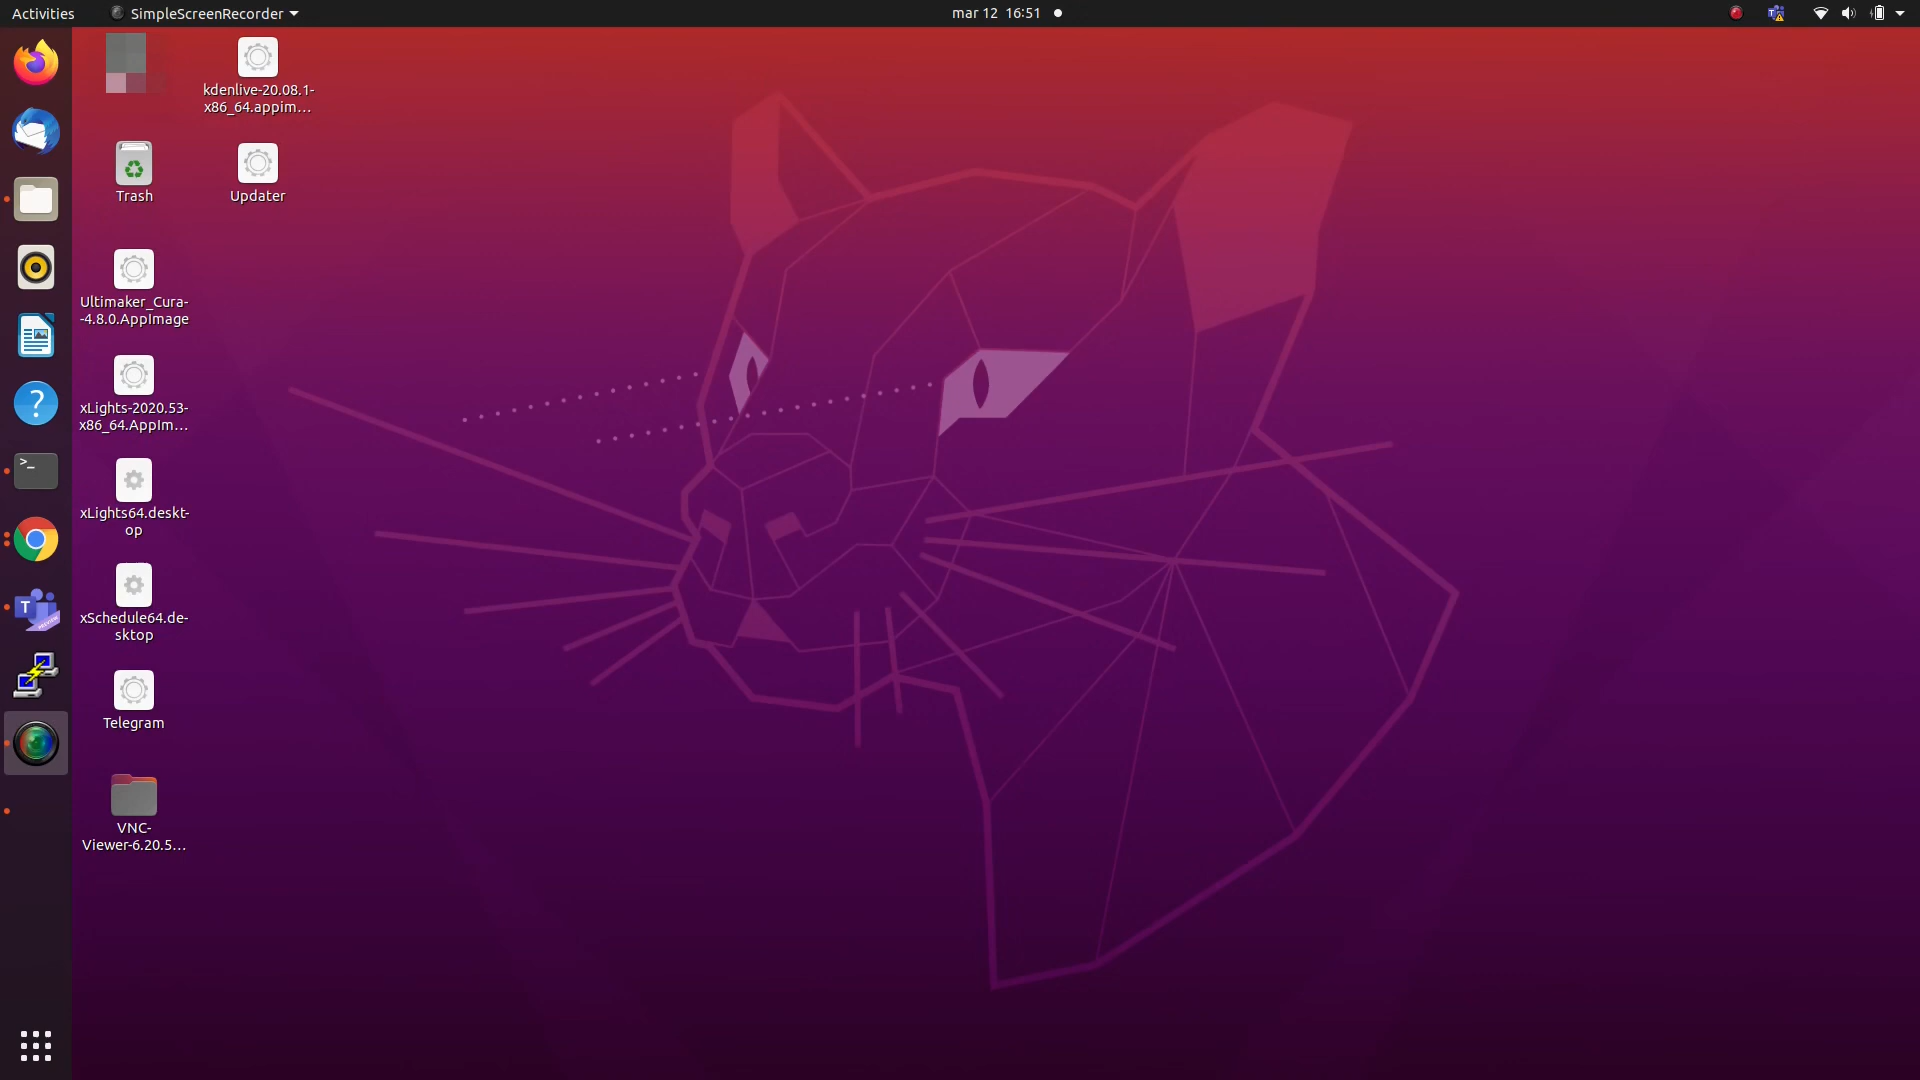 Activities
SimpleScreenRecorder
mar 12 16:51
kdenlive-20.08.1-
x86_64.appim...
Trash
Updater
Ultimaker_Cura-
-4.8.0.AppImage
xLights-2020.53-
x86_64.AppIm...
xLights64.deskt-
op
xSchedule64.de-
sktop
Telegram
VNC-
Viewer-6.20.5...